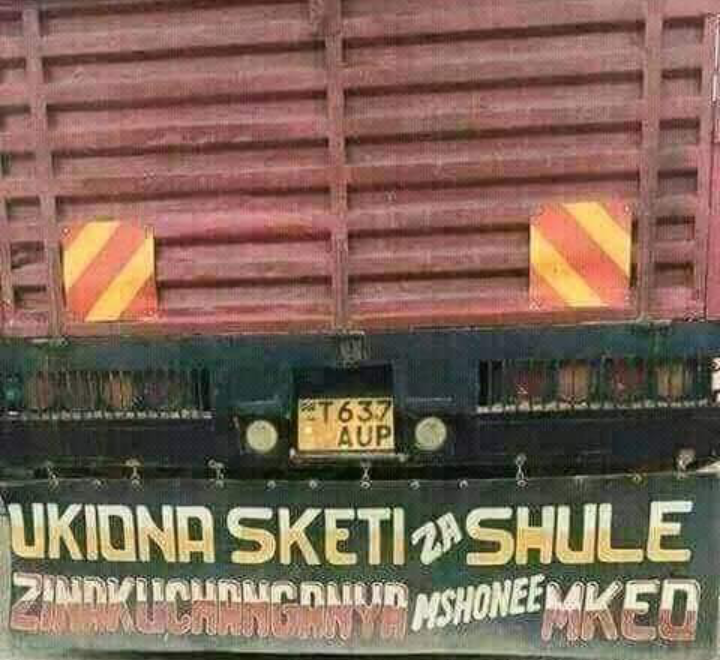 T637
AUP
UKIONA SKETI ZA SHULE
ZINAKUCHANGANYA MSHONEE MKEO